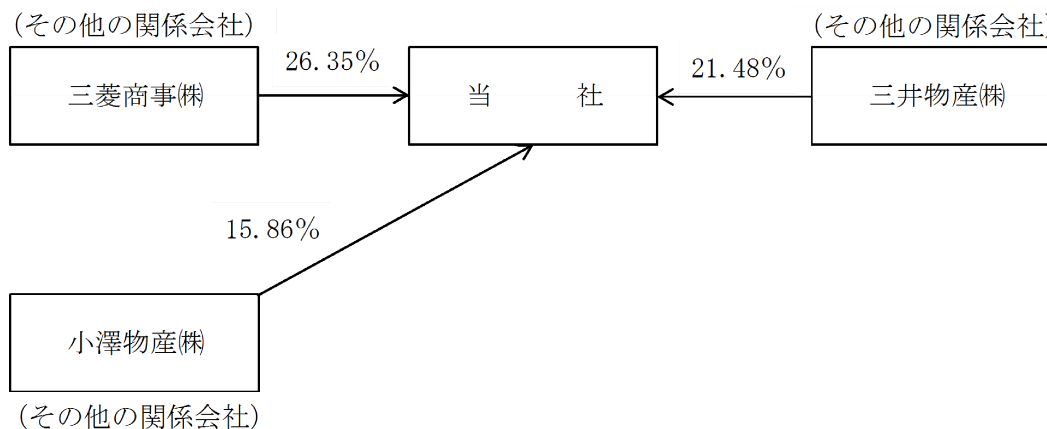 (その他の関係会社)
(その他の関係会社)
26.35%
21.48%
三菱商事㈱
当　　社
三井物産㈱
15.86%
小澤物産㈱
(その他の関係会社)